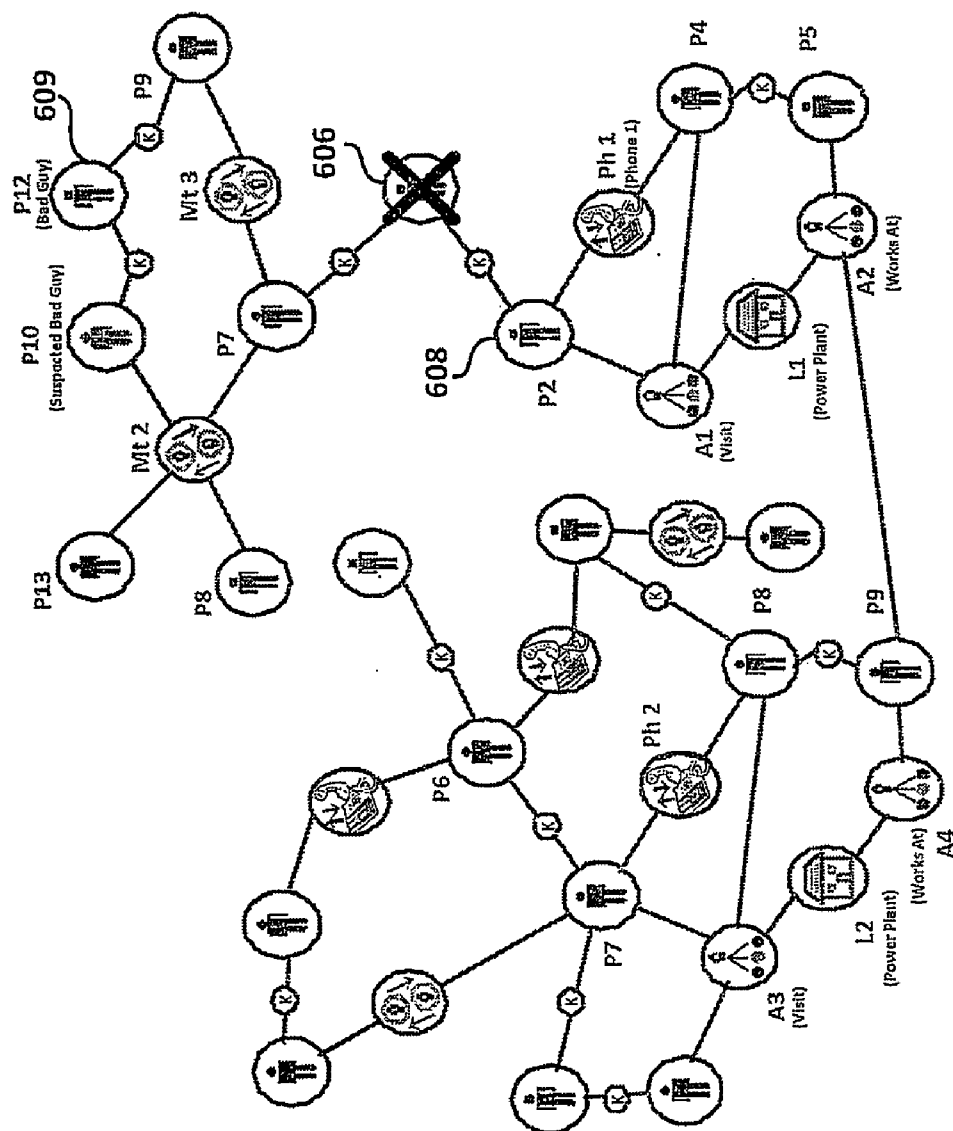 P12
(Bad Guy)
609
K
P9
P10
(Suspacted Bad Guy)
K
Mt 3
Mt 2
P7
K
606
P13
P8
K
P2
608
Ph 1
(Phone 1)
P4
K
P5
A1
(Visit)
L1
(Power Plant)
A2
(Works At)
K
P6
K
K
Ph 2
P8
K
P9
K
P7
K
K
A3
(Visit)
L2
(Power Plant)
(Works At)
A4